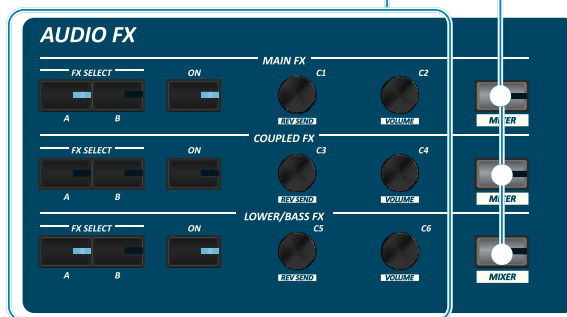 AUDIO FX
MAIN FX
FX SELECT ON C1 C2
A B REV SEND VOLUME MIXER
COUPLED FX
FX SELECT ON C3 C4
A B REV SEND VOLUME MIXER
LOWER/BASS FX
FX SELECT ON C5 C6
A B REV SEND VOLUME MIXER